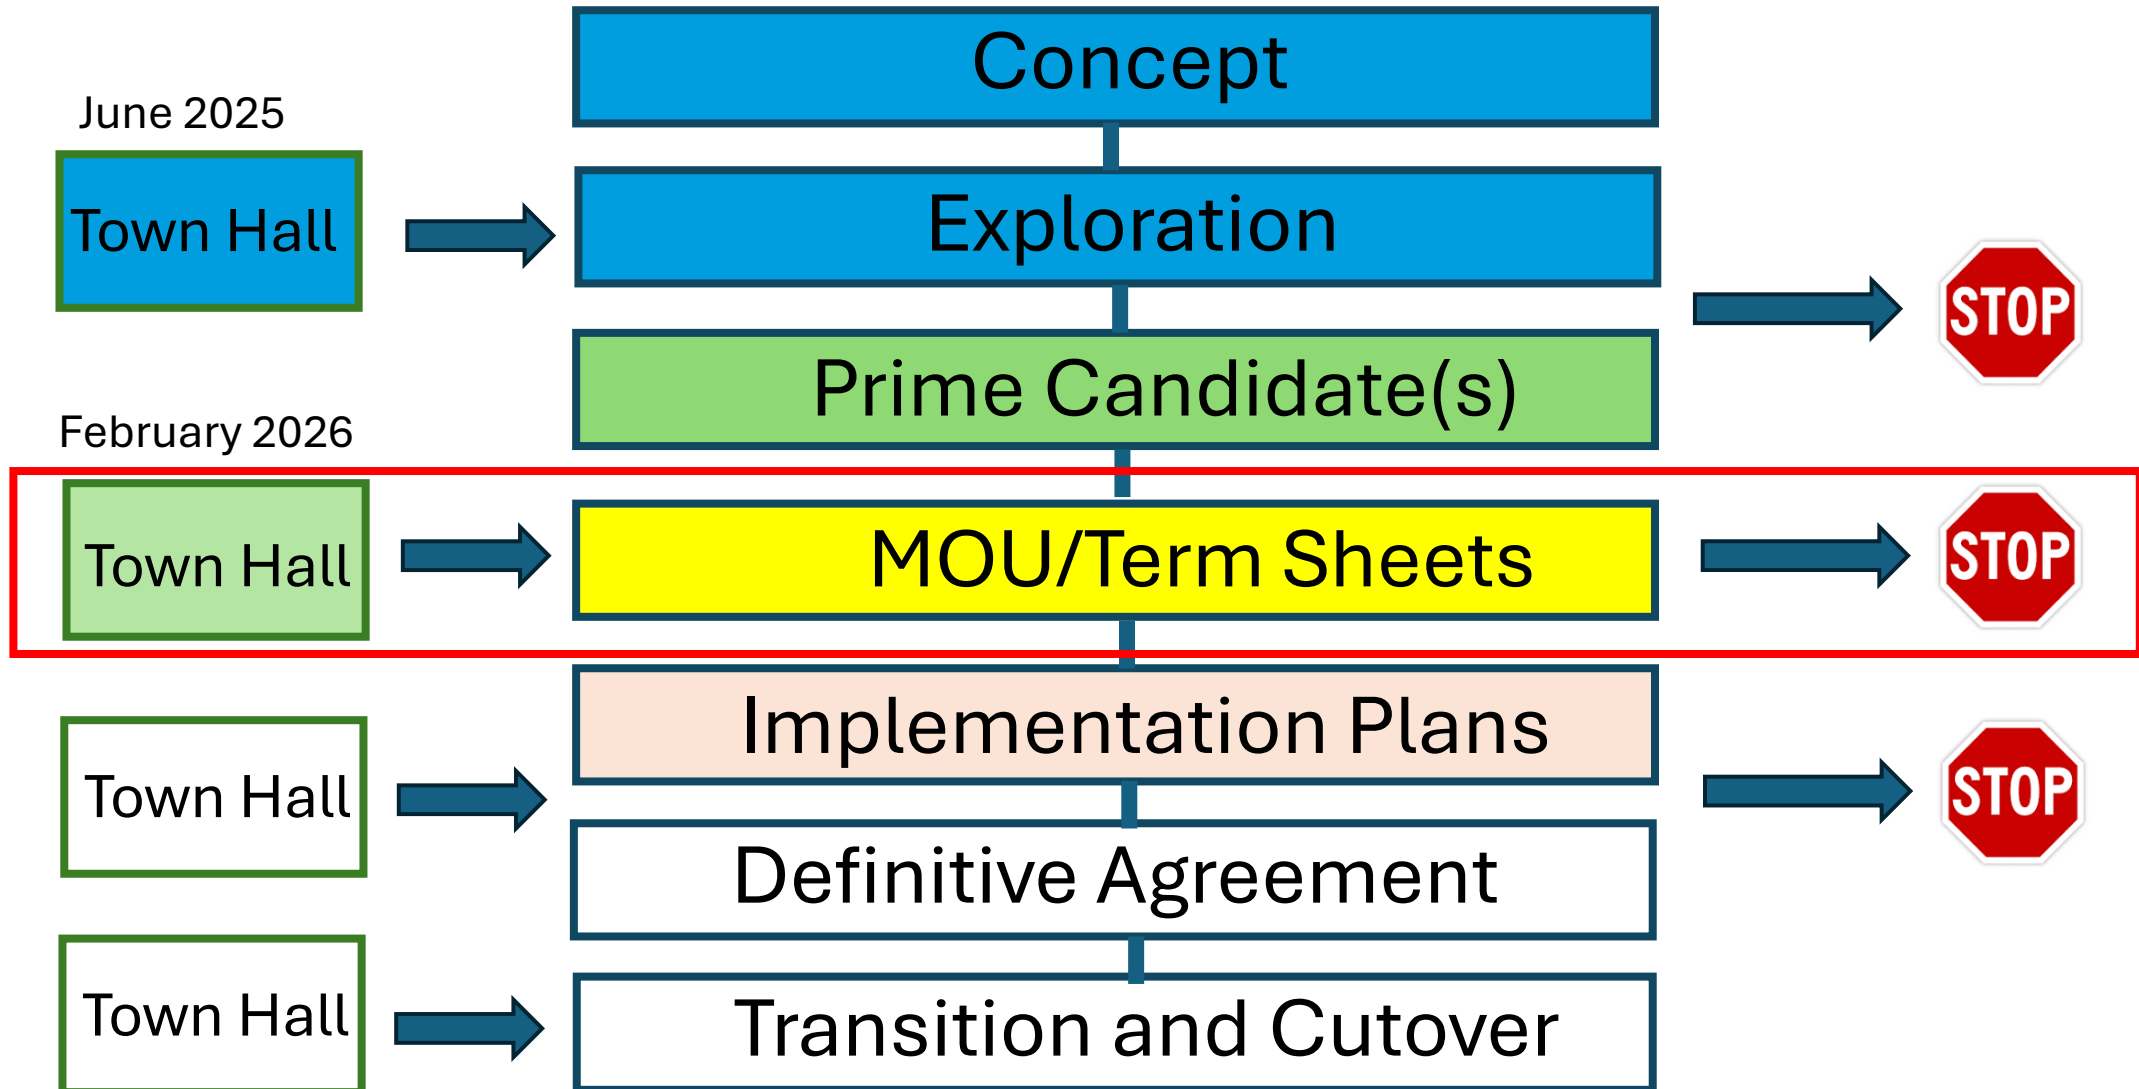 Concept
June 2025
Town Hall
Exploration
STOP
Prime Candidate(s)
February 2026
Town Hall
MOU/Term Sheets
STOP
Implementation Plans
Town Hall
STOP
Definitive Agreement
Town Hall
Transition and Cutover